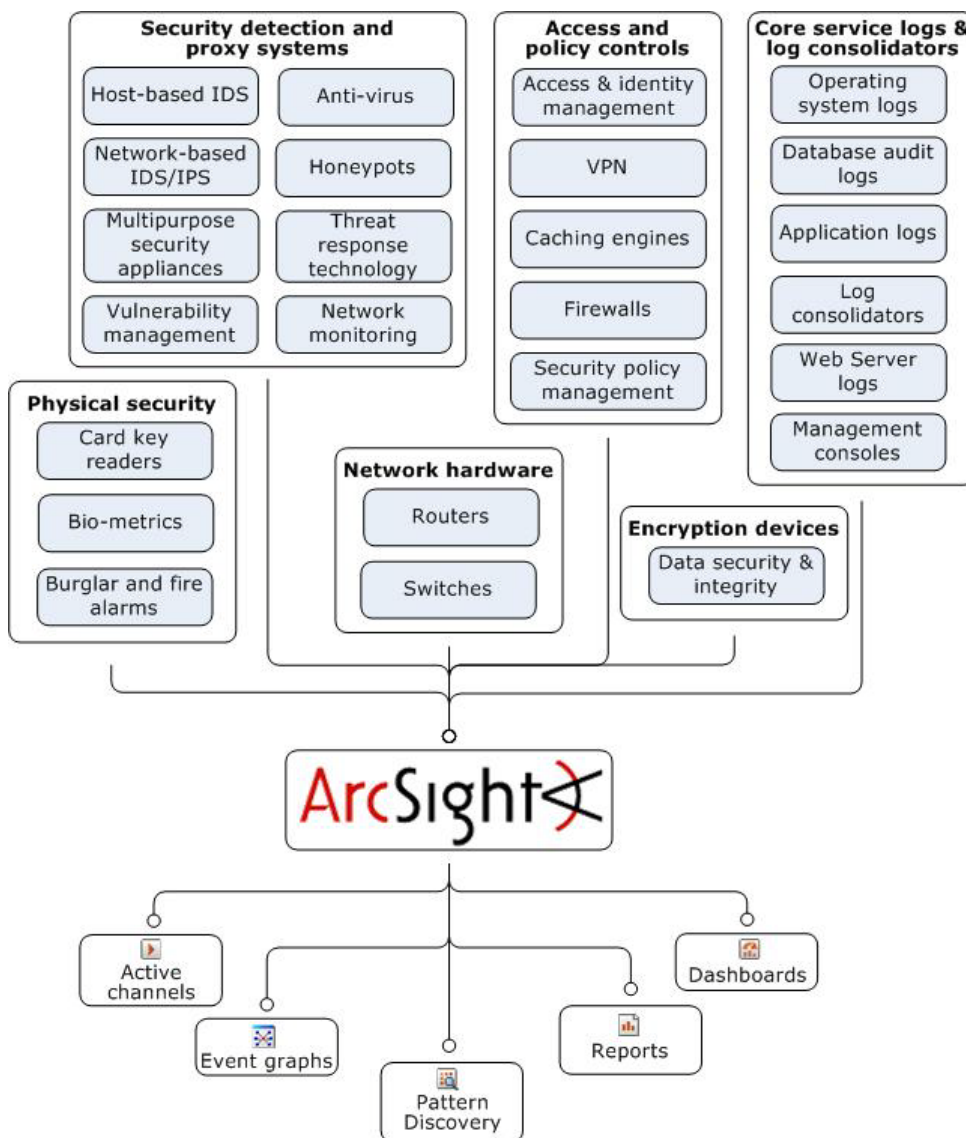 Security detection and
proxy systems
Host-based IDS
Anti-virus
Network-based
IDS/IPS
Honeypots
Multipurpose
security
appliances
Threat
response
technology
Vulnerability
management
Network
monitoring
Access and
policy controls
Access & identity
management
VPN
Caching engines
Firewalls
Security policy
management
Core service logs &
log consolidators
Operating
system logs
Database audit
logs
Application logs
Log
consolidators
Web Server
logs
Management
consoles
Physical security
Card key
readers
Bio-metrics
Burglar and fire
alarms
Network hardware
Routers
Switches
Encryption devices
Data security &
integrity
ArcSight
Active
channels
Event graphs
Pattern
Discovery
Reports
Dashboards